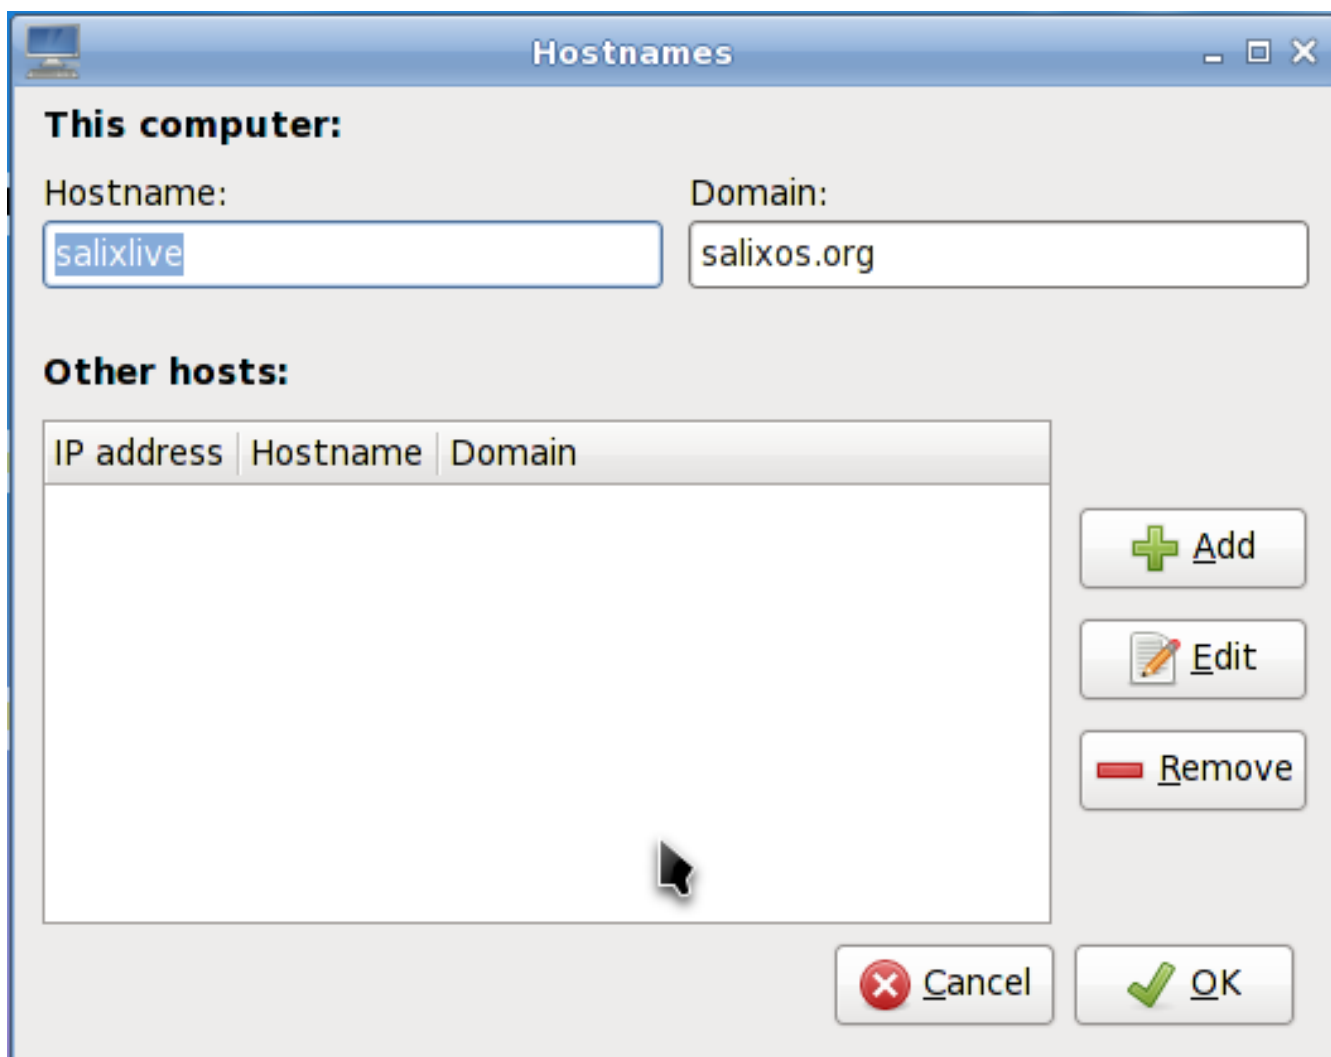 Hostnames
This computer:
Hostname: Domain:
salixlive salixos.org
Other hosts:
IP address Hostname Domain
Add
Edit
Remove
Cancel OK